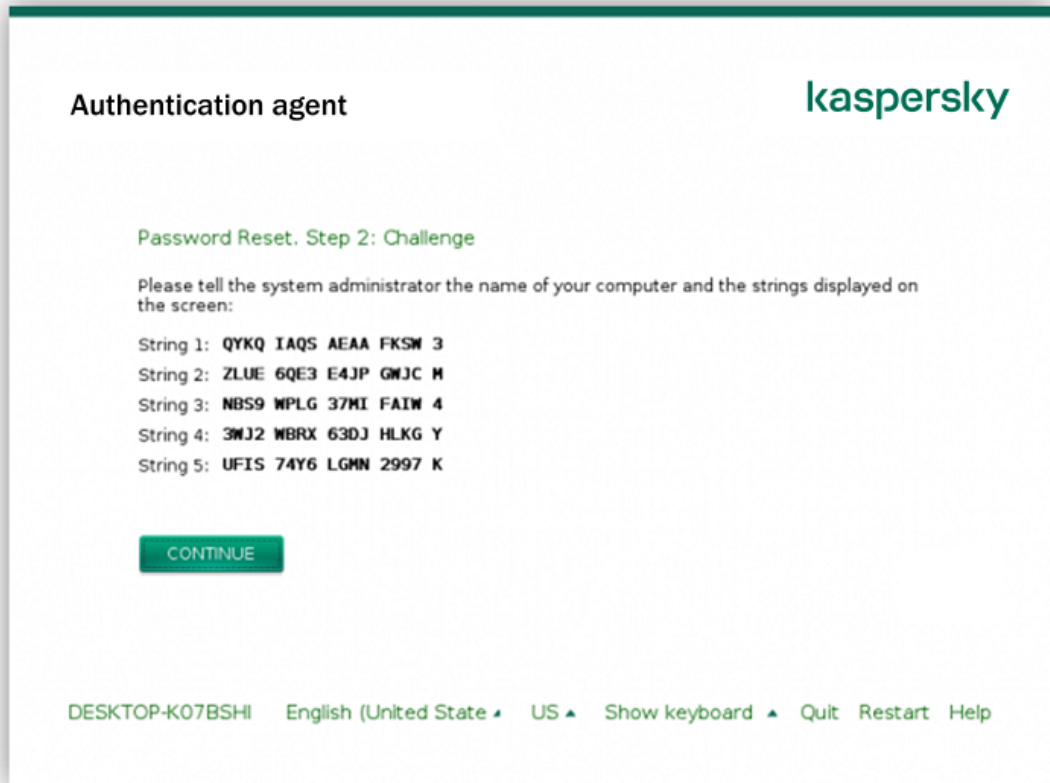 Authentication agent
kaspersky
Password Reset. Step 2: Challenge
Please tell the system administrator the name of your computer and the strings displayed on
the screen:
String 1: QYKQ IAQS AEAA FKSW 3
String 2: ZLUE 6QE3 E4JP GWJC M
String 3: NBS9 WPLG 37MI FAIW 4
String 4: 3WJ2 WBRX 63DJ HLKG Y
String 5: UFIS 74Y6 LGMN 2997 K
CONTINUE
DESKTOP-K07BSHI English (United State US Show keyboard Quit Restart Help